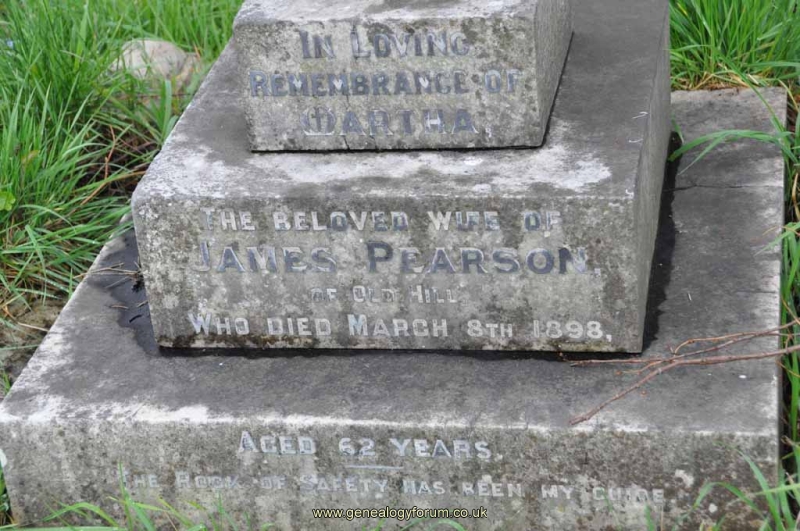 IN LOVING
REMEMBRANCE OF
MARTHA,
THE BELOVED WIFE OF
JAMES PEARSON,
OF OLD HILL
WHO DIED MARCH 8TH 1898,
AGED 62 YEARS.
THE ROCK OF SAFETY HAS BEEN MY GUIDE
www.genealogyforum.co.uk